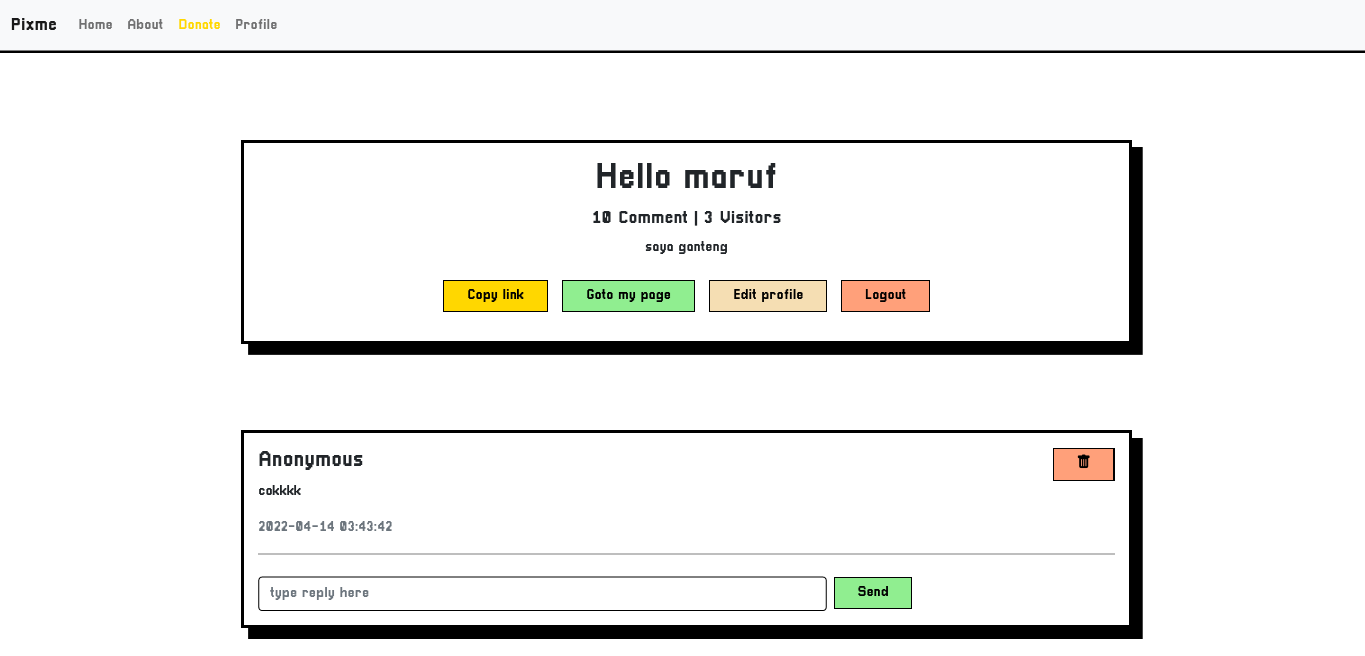 Pixme Home About Donate Profile
Hello maruf
10 Comment | 3 Visitors
saya ganteng
Copy link Goto my page Edit profile Logout
Anonymous
cokkkk
2022-04-14 03:43:42
type reply here Send